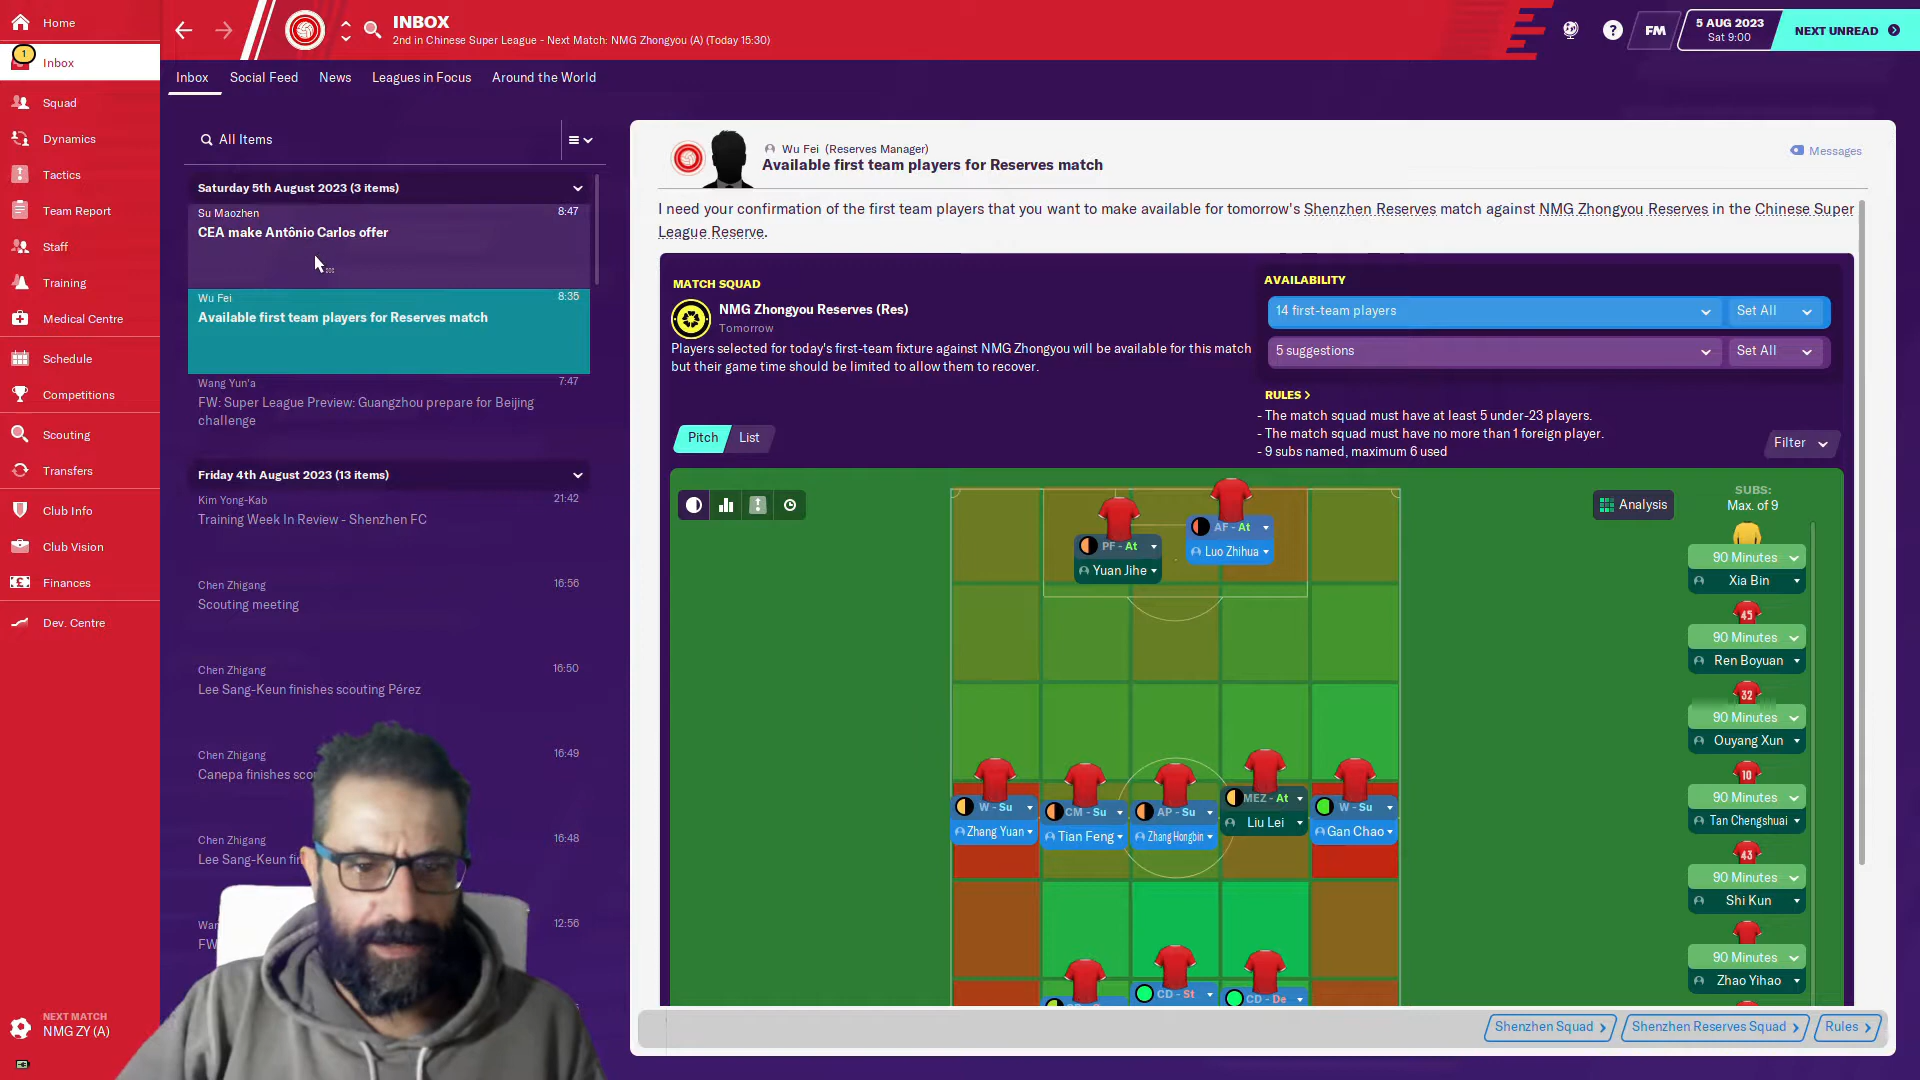 Home
INBOX
2nd in Chinese Super League - Next Match: NMG Zhongyou (A) (Today 15:30)
FM
5 AUG 2023
Sat 9:00
NEXT UNREAD
1
Inbox
Squad
Dynamics
Tactics
Team Report
Staff
Training
Medical Centre
Schedule
Competitions
Scouting
Transfers
Club Info
Club Vision
Finances
Dev. Centre
NEXT MATCH
NMG ZY (A)
Inbox Social Feed News Leagues in Focus Around the World
All Items
Saturday 5th August 2023 (3 items)
Su Maozhen 8:47
CEA make Antônio Carlos offer
Wu Fei 8:35
Available first team players for Reserves match
Wang Yun'a 7:47
FW: Super League Preview: Guangzhou prepare for Beijing
challenge
Friday 4th August 2023 (13 items)
Kim Yong-Kab 21:42
Training Week In Review - Shenzhen FC
Chen Zhigang 16:56
Scouting meeting
Chen Zhigang 16:50
Lee Sang-Keun finishes scouting Pérez
Chen Zhigang 16:49
Canepa finishes
Chen Zhigang 16:48
Lee Sang-Keun
12:56
Wu Fei (Reserves Manager)
Available first team players for Reserves match
Messages
I need your confirmation of the first team players that you want to make available for tomorrow's Shenzhen Reserves match against NMG Zhongyou Reserves in the Chinese Super
League Reserve.
MATCH SQUAD
NMG Zhongyou Reserves (Res)
Tomorrow
Players selected for today's first-team fixture against NMG Zhongyou will be available for this match
but their game time should be limited to allow them to recover.
AVAILABILITY
14 first-team players Set All
5 suggestions Set All
RULES >
- The match squad must have at least 5 under-23 players.
- The match squad must have no more than 1 foreign player.
- 9 subs named, maximum 6 used
Pitch List
Filter
Analysis
SUBS:
Max. of 9
PF - At
Yuan Jihe
AF - At
Luo Zhihua
W - Su
Zhang Yuan
CM - Su
Tian Feng
AP - Su
Zhang Hongbin
MEZ - At
Liu Lei
W - Su
Gan Chao
CD - St
CD - De
90 Minutes
Xia Bin
45
90 Minutes
Ren Boyuan
32
90 Minutes
Ouyang Xun
10
90 Minutes
Tan Chengshuai
43
90 Minutes
Shi Kun
90 Minutes
Zhao Yihao
Shenzhen Squad > Shenzhen Reserves Squad > Rules >